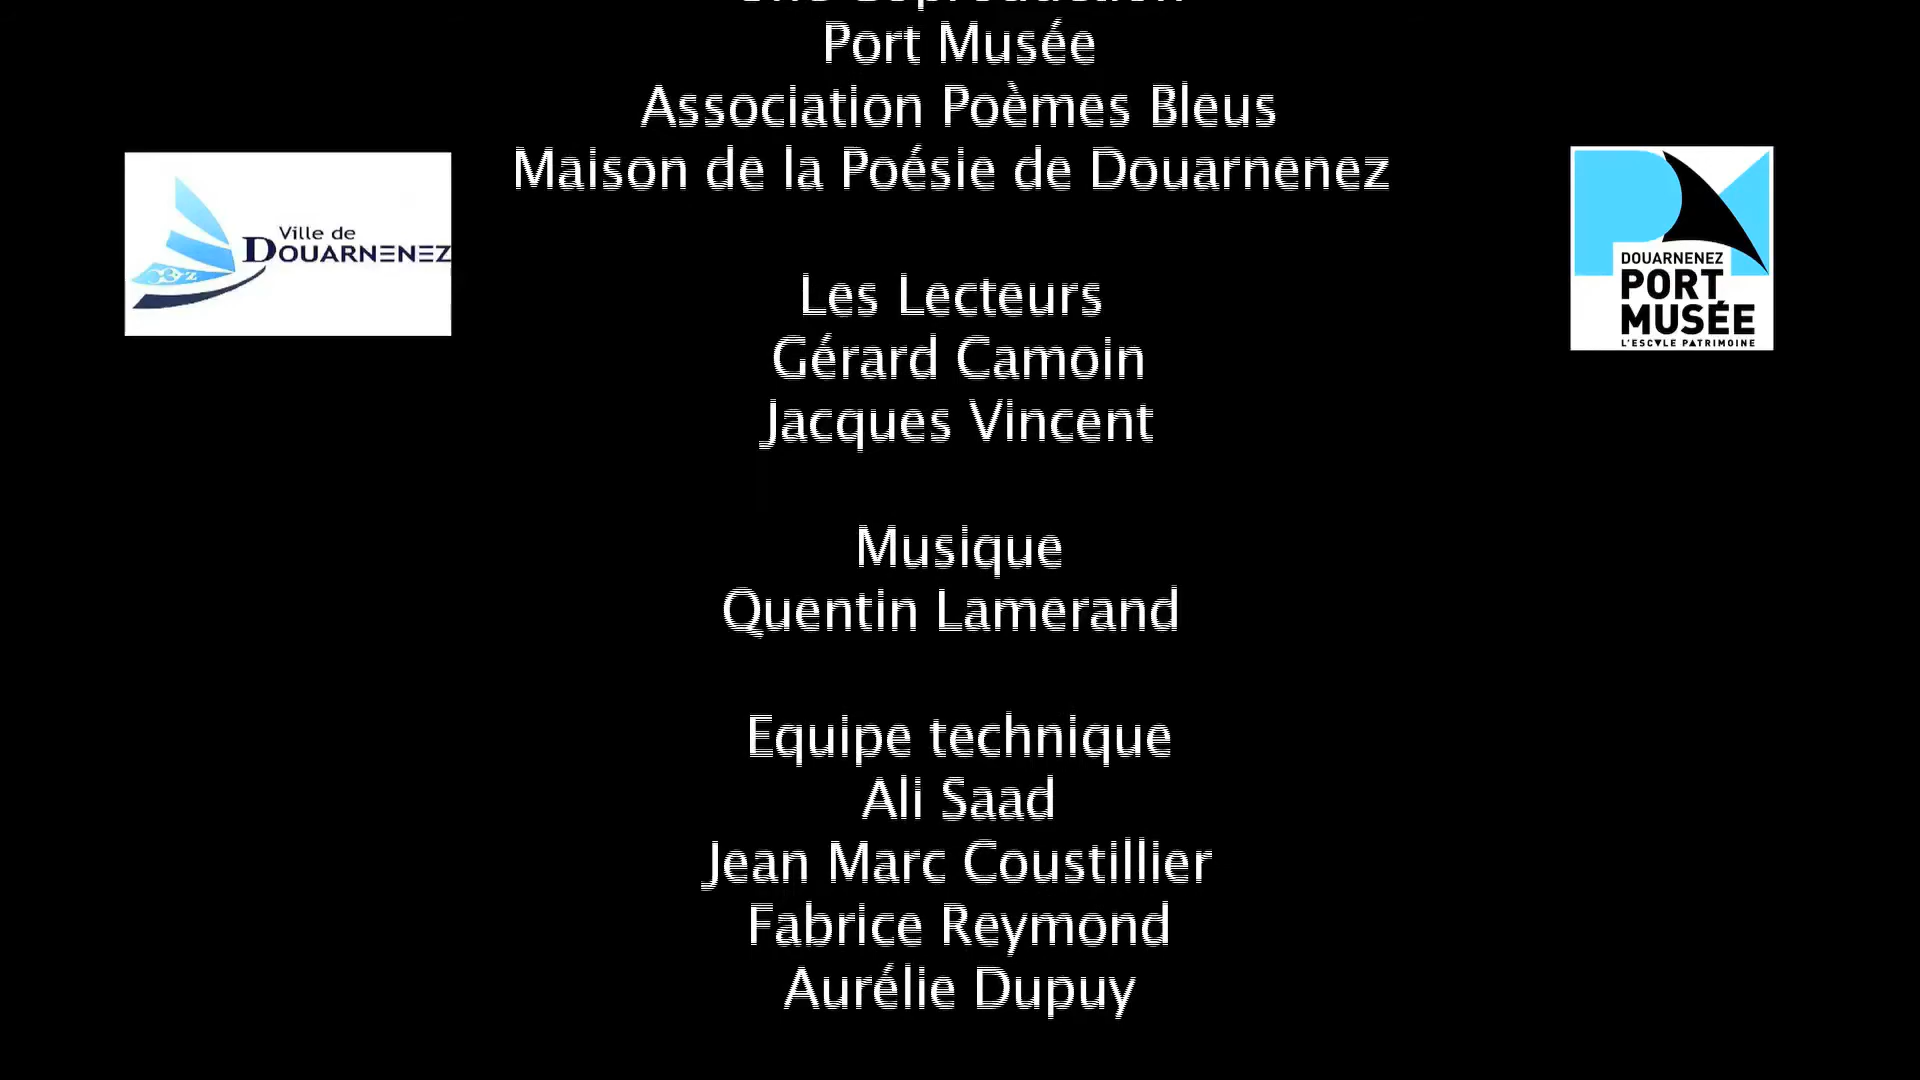 Port Musée
Association Poèmes Bleus
Maison de la Poésie de Douarnenez
Ville de
DOUARNENEZ
DOUARNENEZ
PORT
MUSÉE
L'ESCALE PATRIMOINE
Les Lecteurs
Gérard Camoin
Jacques Vincent
Musique
Quentin Lamerand
Equipe technique
Ali Saad
Jean Marc Coustillier
Fabrice Reymond
Aurélie Dupuy